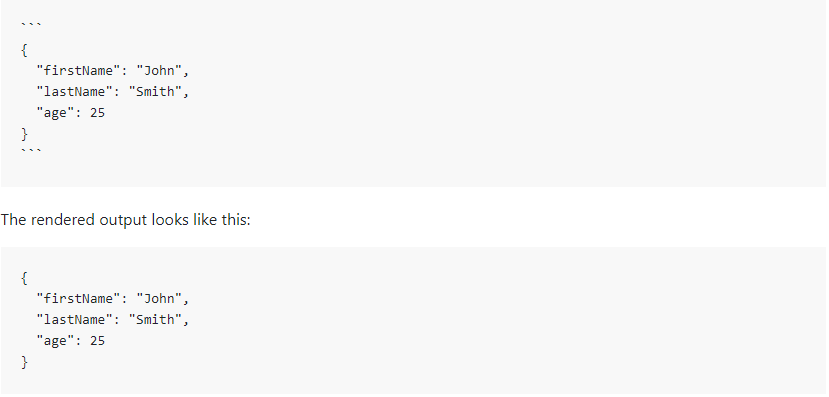 ```
{
  "firstName": "John",
  "lastName": "Smith",
  "age": 25
}
```
The rendered output looks like this:
{
  "firstName": "John",
  "lastName": "Smith",
  "age": 25
}